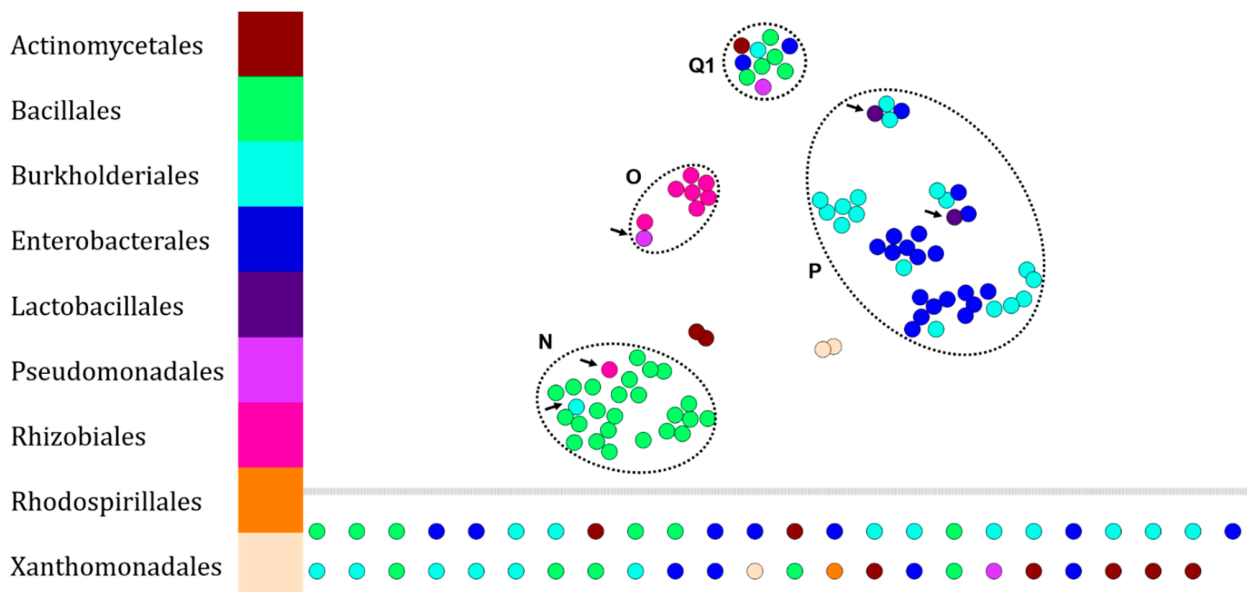 Actinomycetales
Bacillales
Burkholderiales
Enterobacterales
Lactobacillales
Pseudomonadales
Rhizobiales
Rhodospirillales
Xanthomonadales
Q1
O
P
N